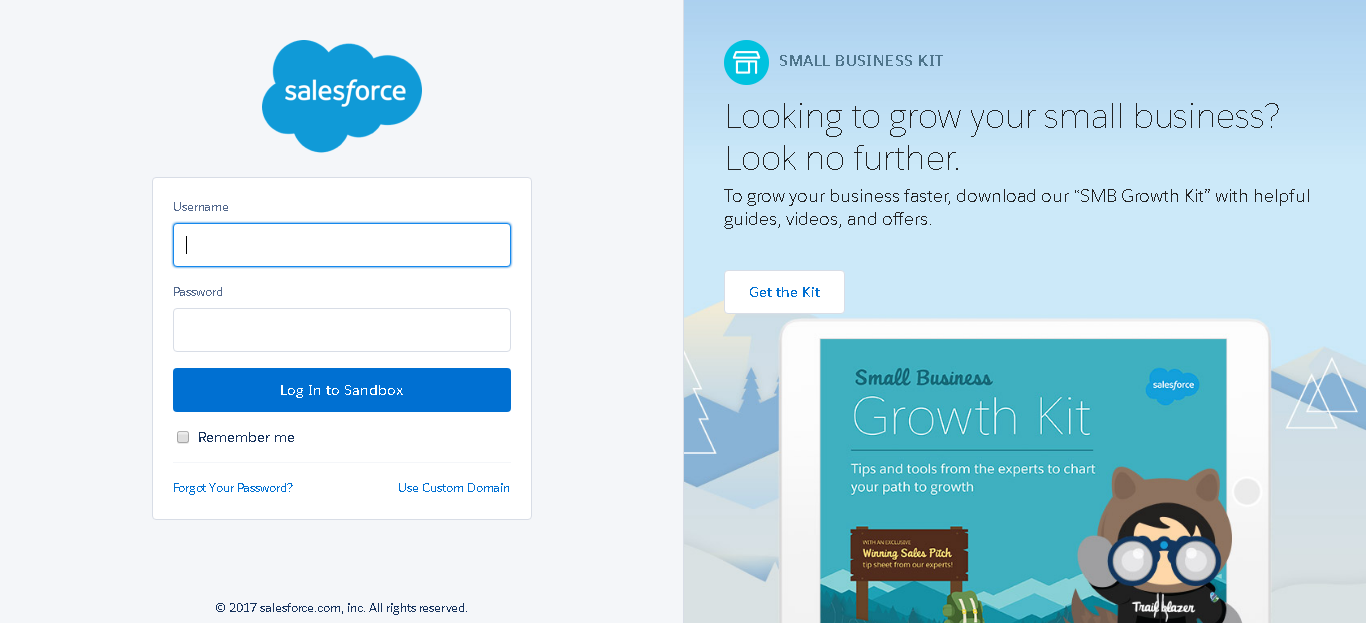 salesforce
Username
Password
Log In to Sandbox
Remember me
Forgot Your Password?
Use Custom Domain
© 2017 salesforce.com, inc. All rights reserved.
SMALL BUSINESS KIT
Looking to grow your small business?
Look no further.
To grow your business faster, download our “SMB Growth Kit” with helpful
guides, videos, and offers.
Get the Kit
Small Business
salesforce
Growth Kit
Tips and tools from the experts to chart
your path to growth
WITH AN EXCLUSIVE
Winning Sales Pitch
tip sheet from our experts!
Trailblazer